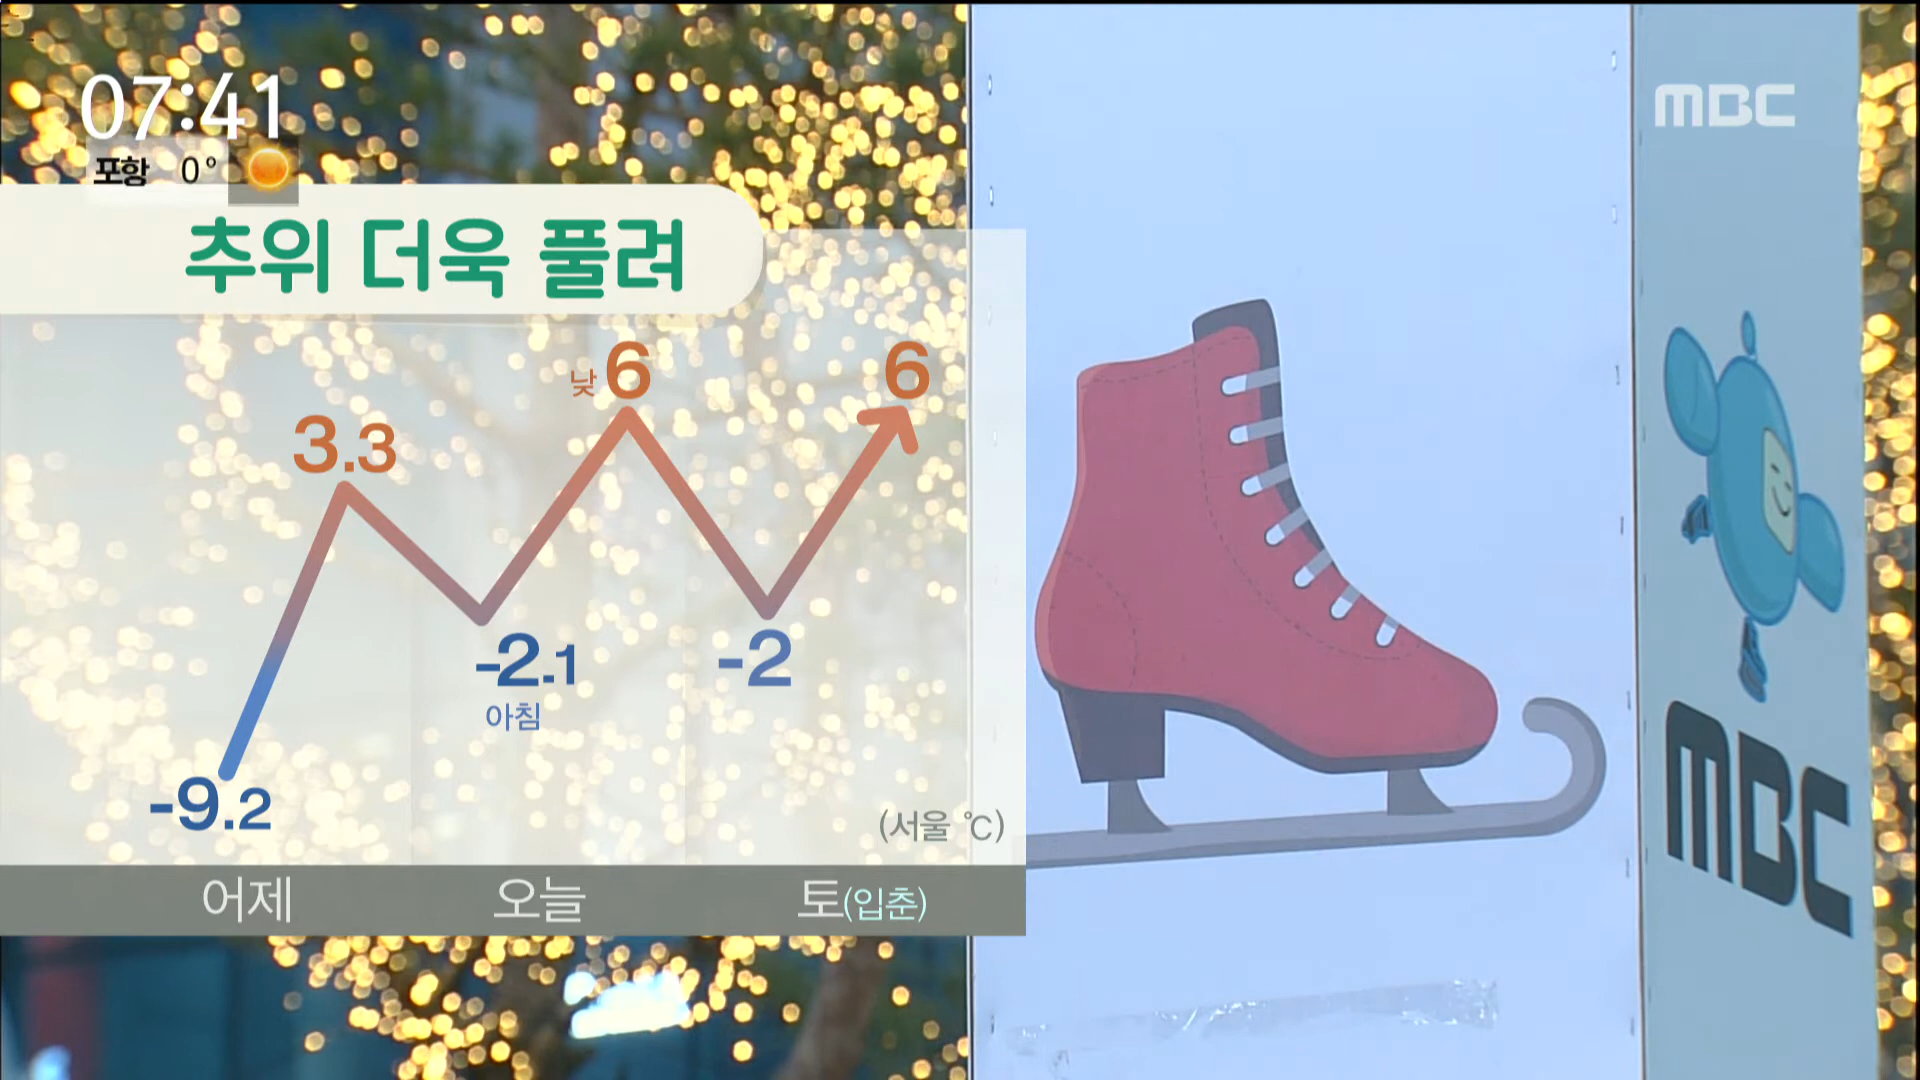 07:41
MBC
포항 0°
추위 더욱 풀려
낮 6
6
3.3
-2.1
아침
-2
-9.2
(서울 ℃)
어제 오늘 토(입춘)
MBC